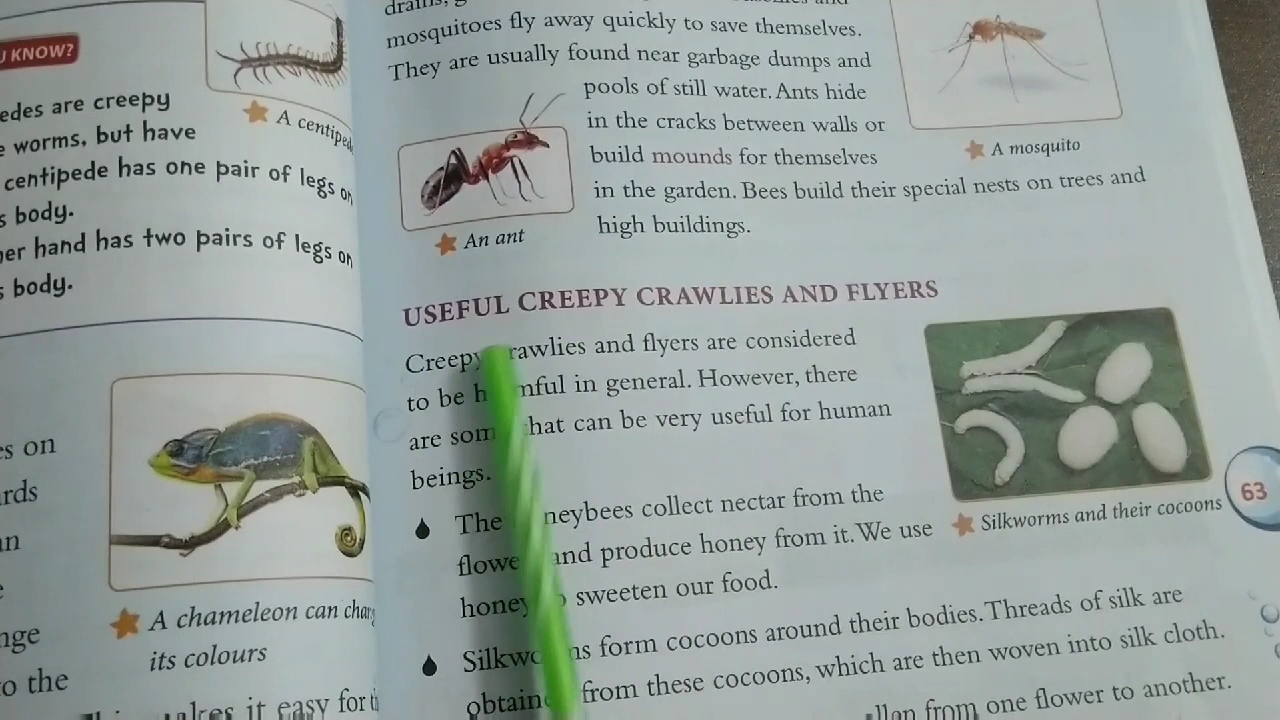 KNOW?
edes are creepy
worms, but have
centipede has one pair of legs on
body.
er hand has two pairs of legs on
body.
A centipede
es on
rds
an
nge
o the
A chameleon can
its colours
it easy for
mosquitoes fly away quickly to save themselves.
They are usually found near garbage dumps and
pools of still water. Ants hide
in the cracks between walls or
build mounds for themselves
in the garden. Bees build their special nests on trees and
high buildings.
An ant
A mosquito
USEFUL CREEPY CRAWLIES AND FLYERS
Creepy rawlies and flyers are considered
to be h mful in general. However, there
are som hat can be very useful for human
beings.
The neybees collect nectar from the
flowe and produce honey from it. We use
honey sweeten our food.
Silkwo ns form cocoons around their bodies. Threads of silk are
obtain from these cocoons, which are then woven into silk cloth.
from one flower to another.
Silkworms and their cocoons
63